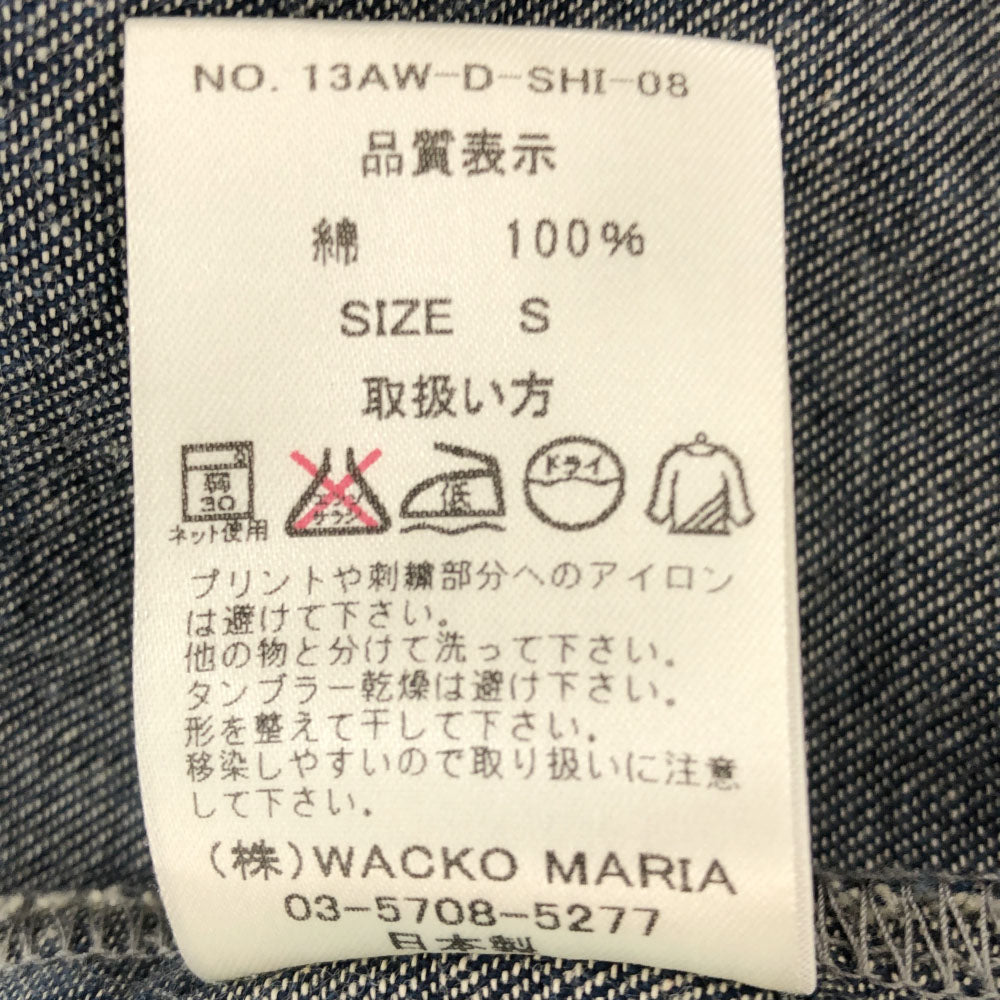 NO. 13AW-D-SHI-08
品質表示
綿 100%
SIZE S
取扱い方
弱
30
ネット使用
エンソ
サラシ
低
ドライ
プリントや刺繍部分へのアイロン
は避けて下さい。
他の物と分けて洗って下さい。
タンブラー乾燥は避け下さい。
形を整えて干して下さい。
移染しやすいので取り扱いに注意
して下さい。
(株)WACKO MARIA
03-5708-5277
日本製